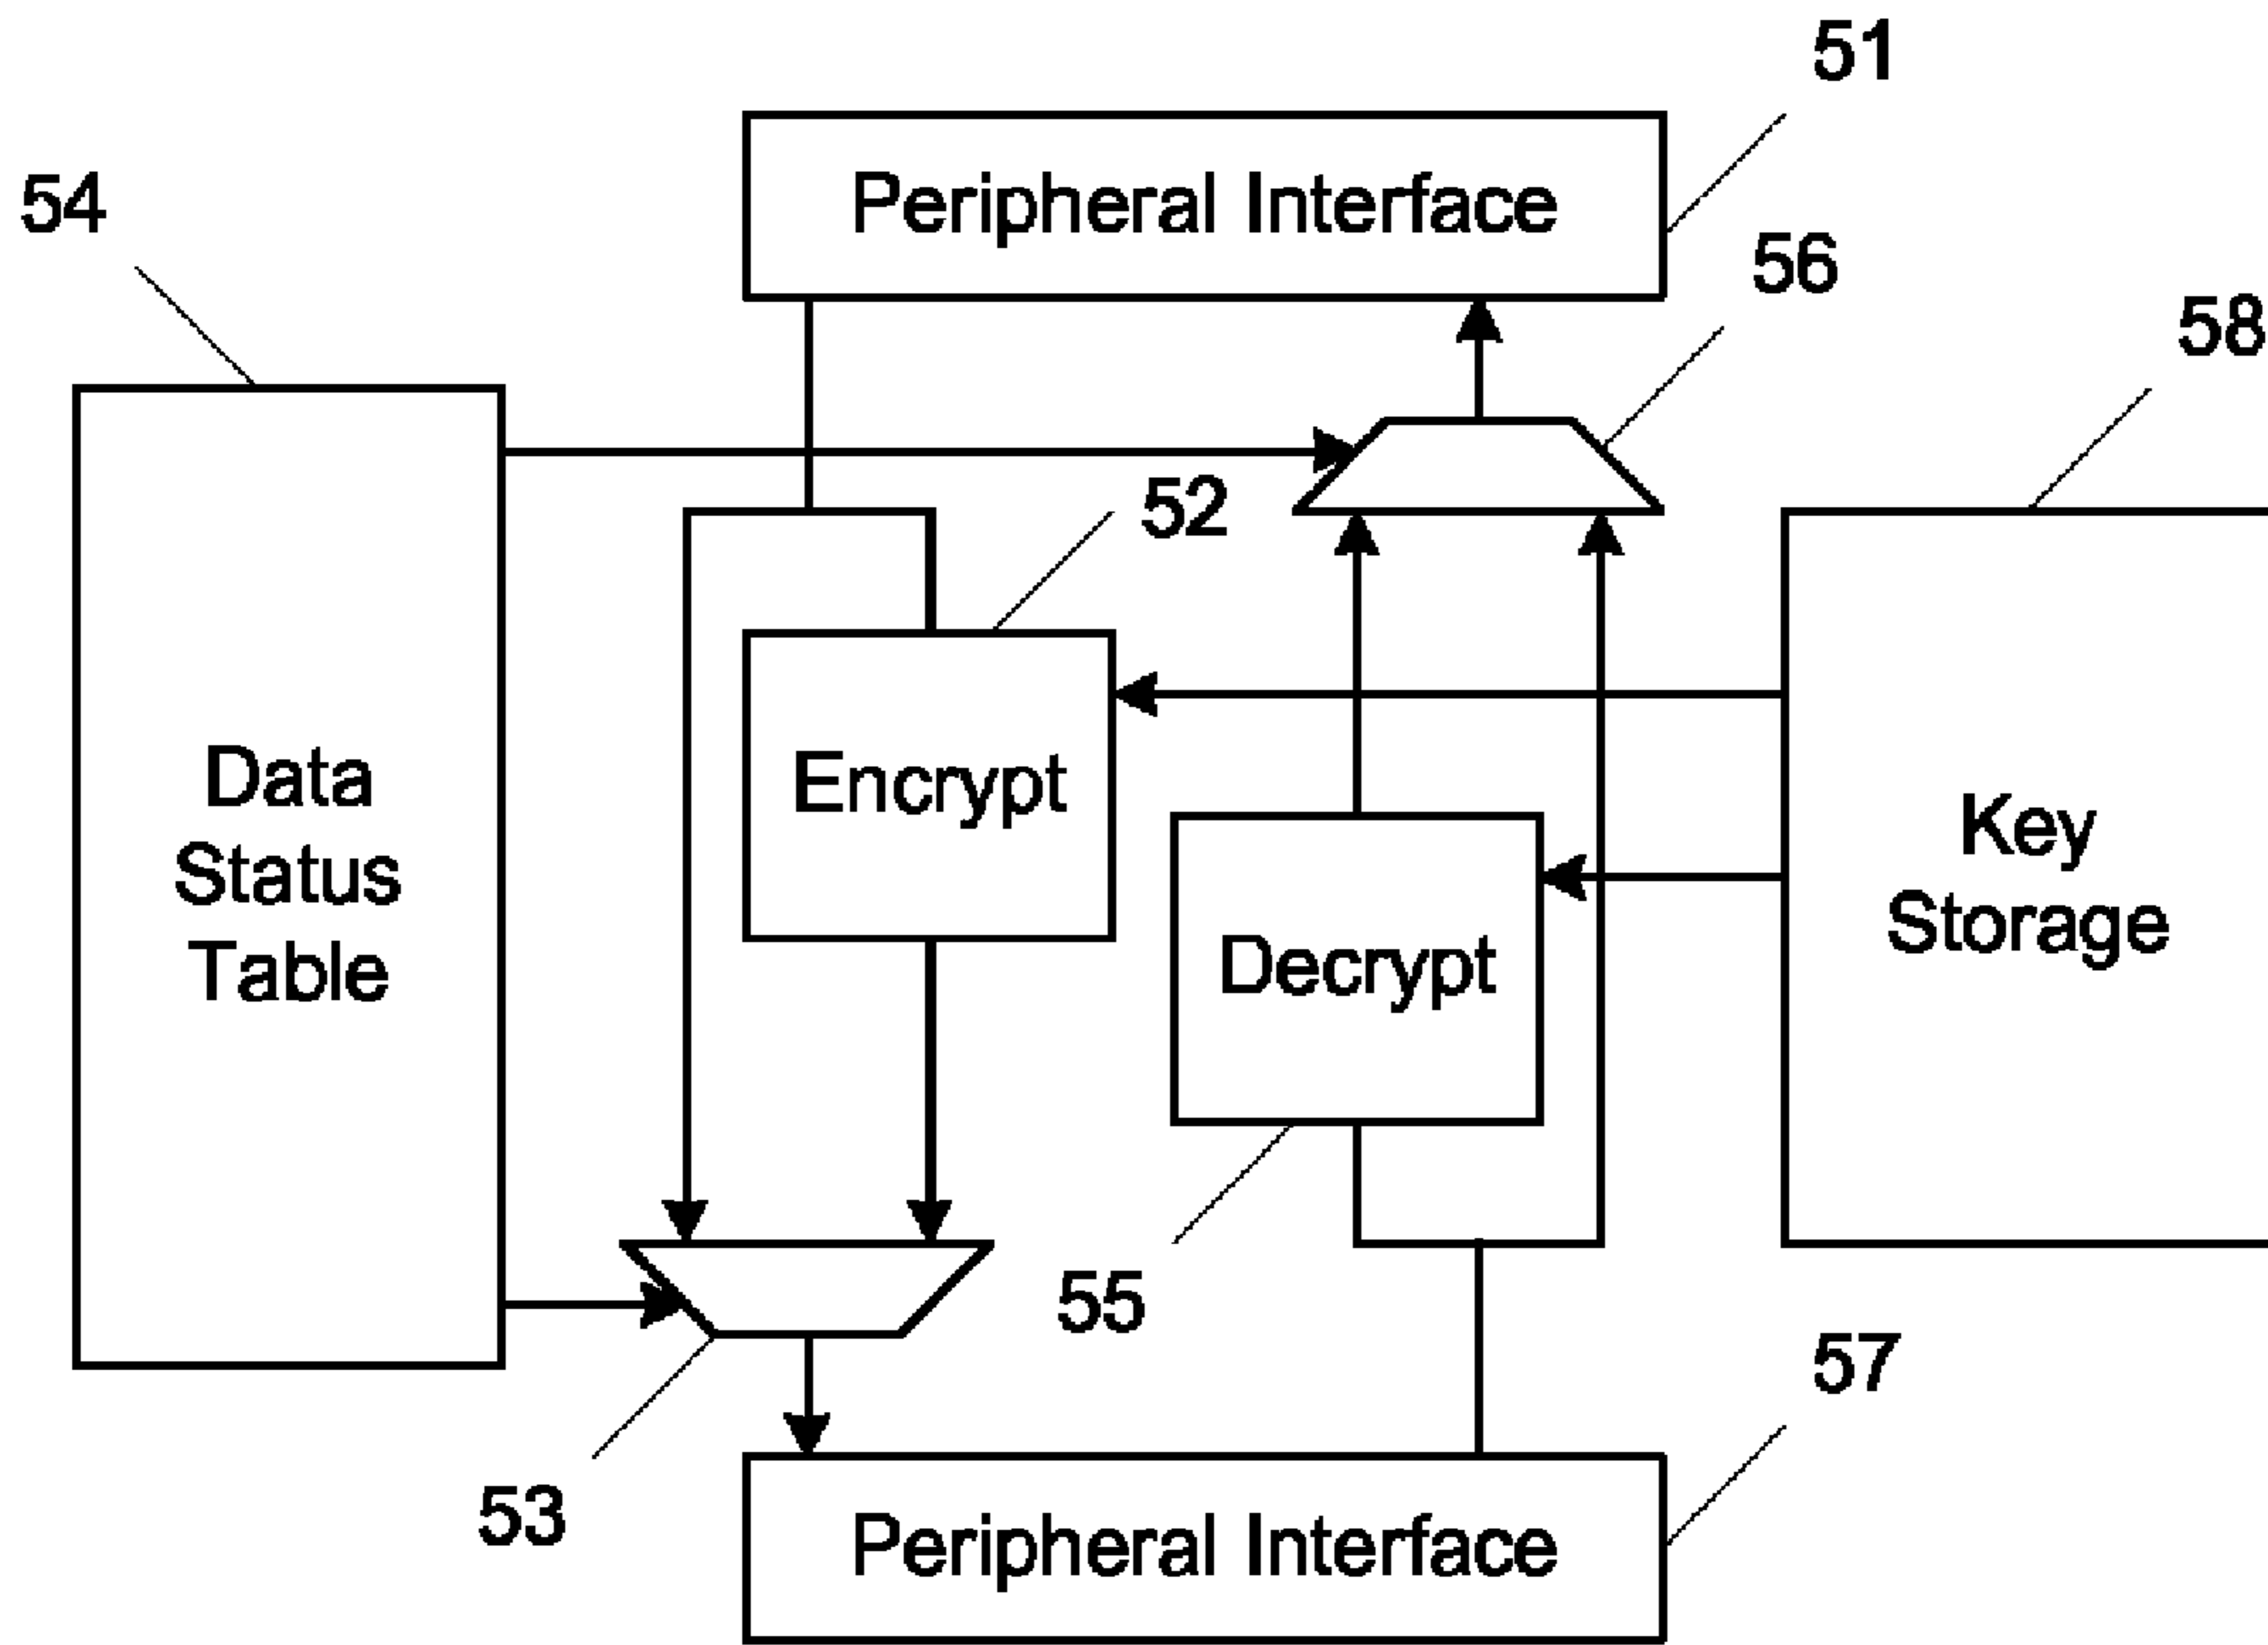 51
Peripheral Interface
54
56
58
52
Encrypt
Data
Status
Table
Key
Storage
Decrypt
55
57
53
Peripheral Interface